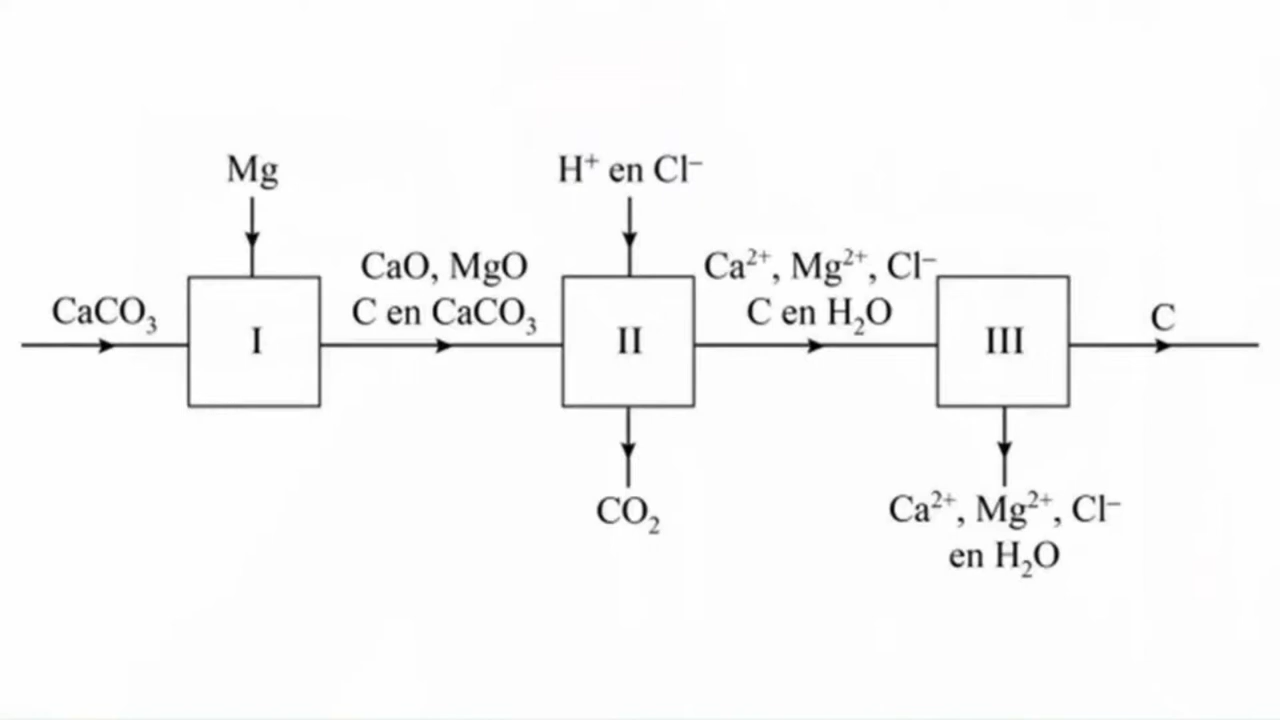 Mg
H⁺ en Cl⁻
CaCO₃
I
CaO, MgO
C en CaCO₃
II
Ca²⁺, Mg²⁺, Cl⁻
C en H₂O
III
C
CO₂
Ca²⁺, Mg²⁺, Cl⁻
en H₂O